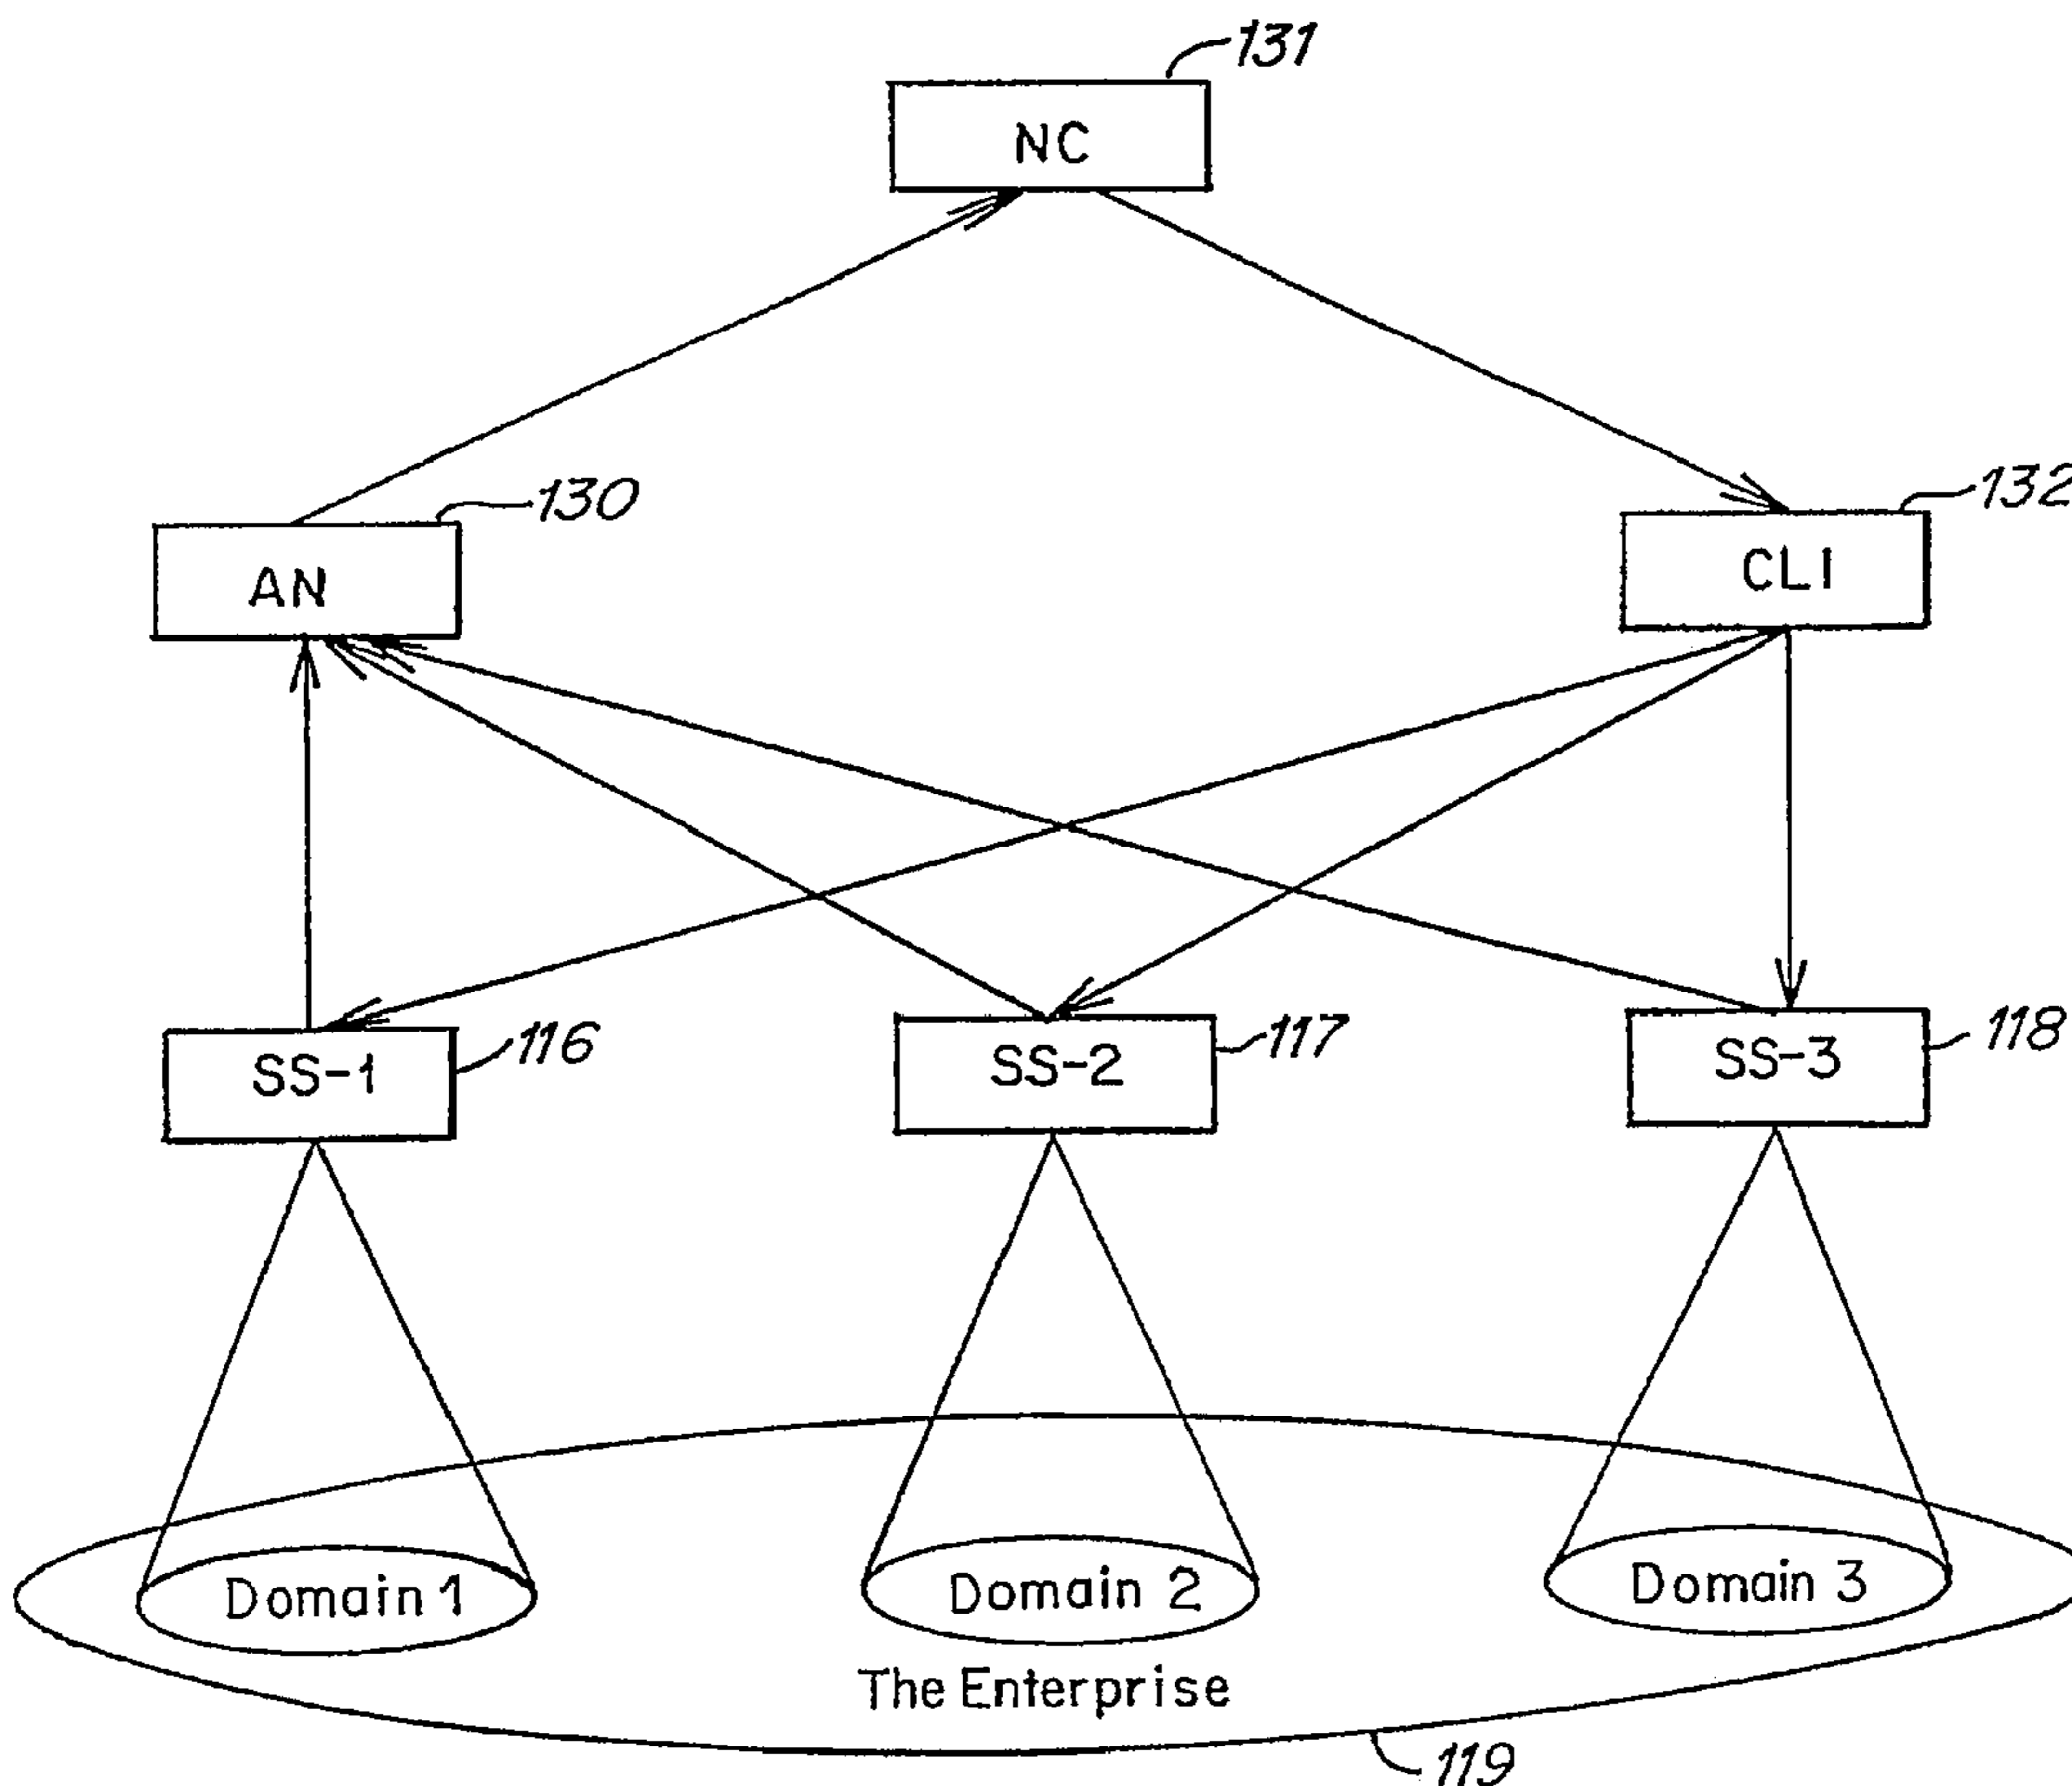 131
NC
130
132
AN
CLI
116
117
118
SS-1
SS-2
SS-3
Domain 1
Domain 2
Domain 3
The Enterprise
119